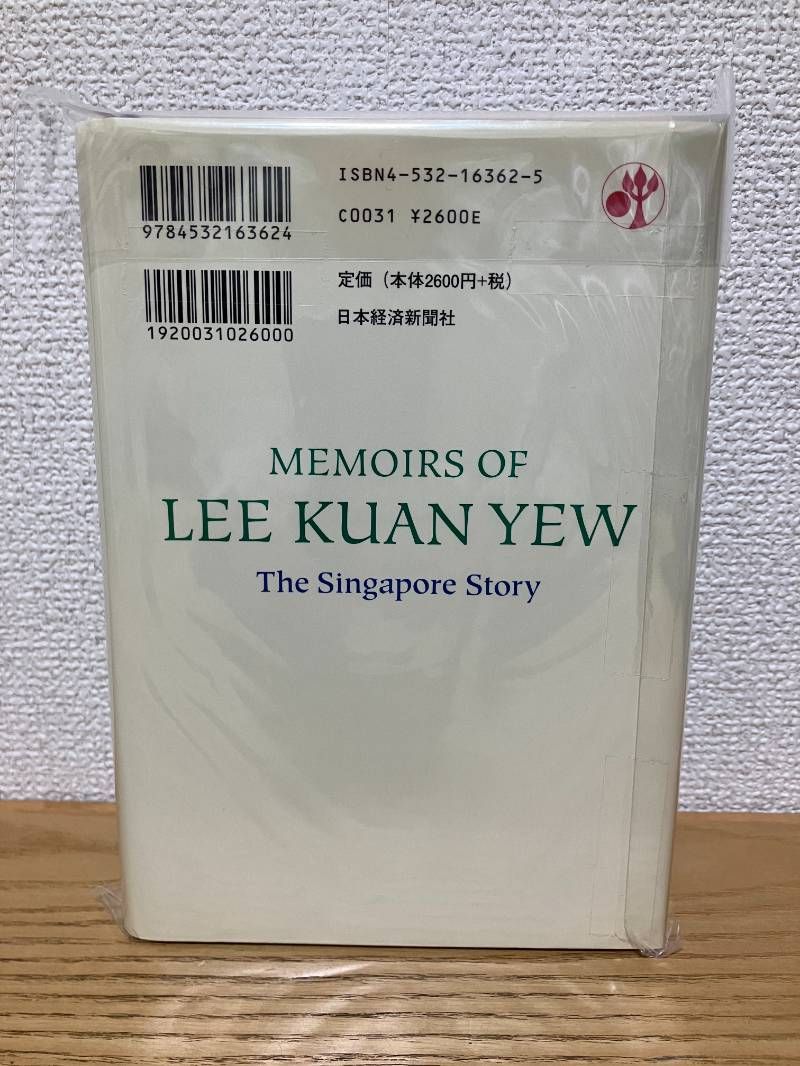 ISBN4-532-16362-5
9784532163624
C0031 ¥2600E
1920031026000
定価（本体2600円+税）
日本経済新聞社
MEMOIRS OF
LEE KUAN YEW
The Singapore Story